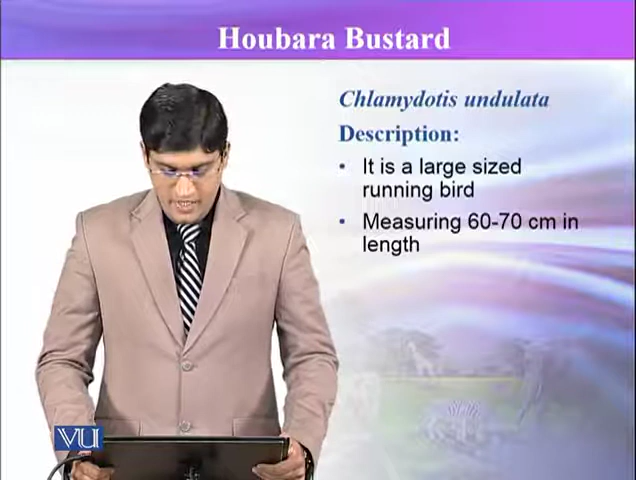 Houbara Bustard
Chlamydotis undulata
Description:
• It is a large sized
running bird
• Measuring 60-70 cm in
length
VU